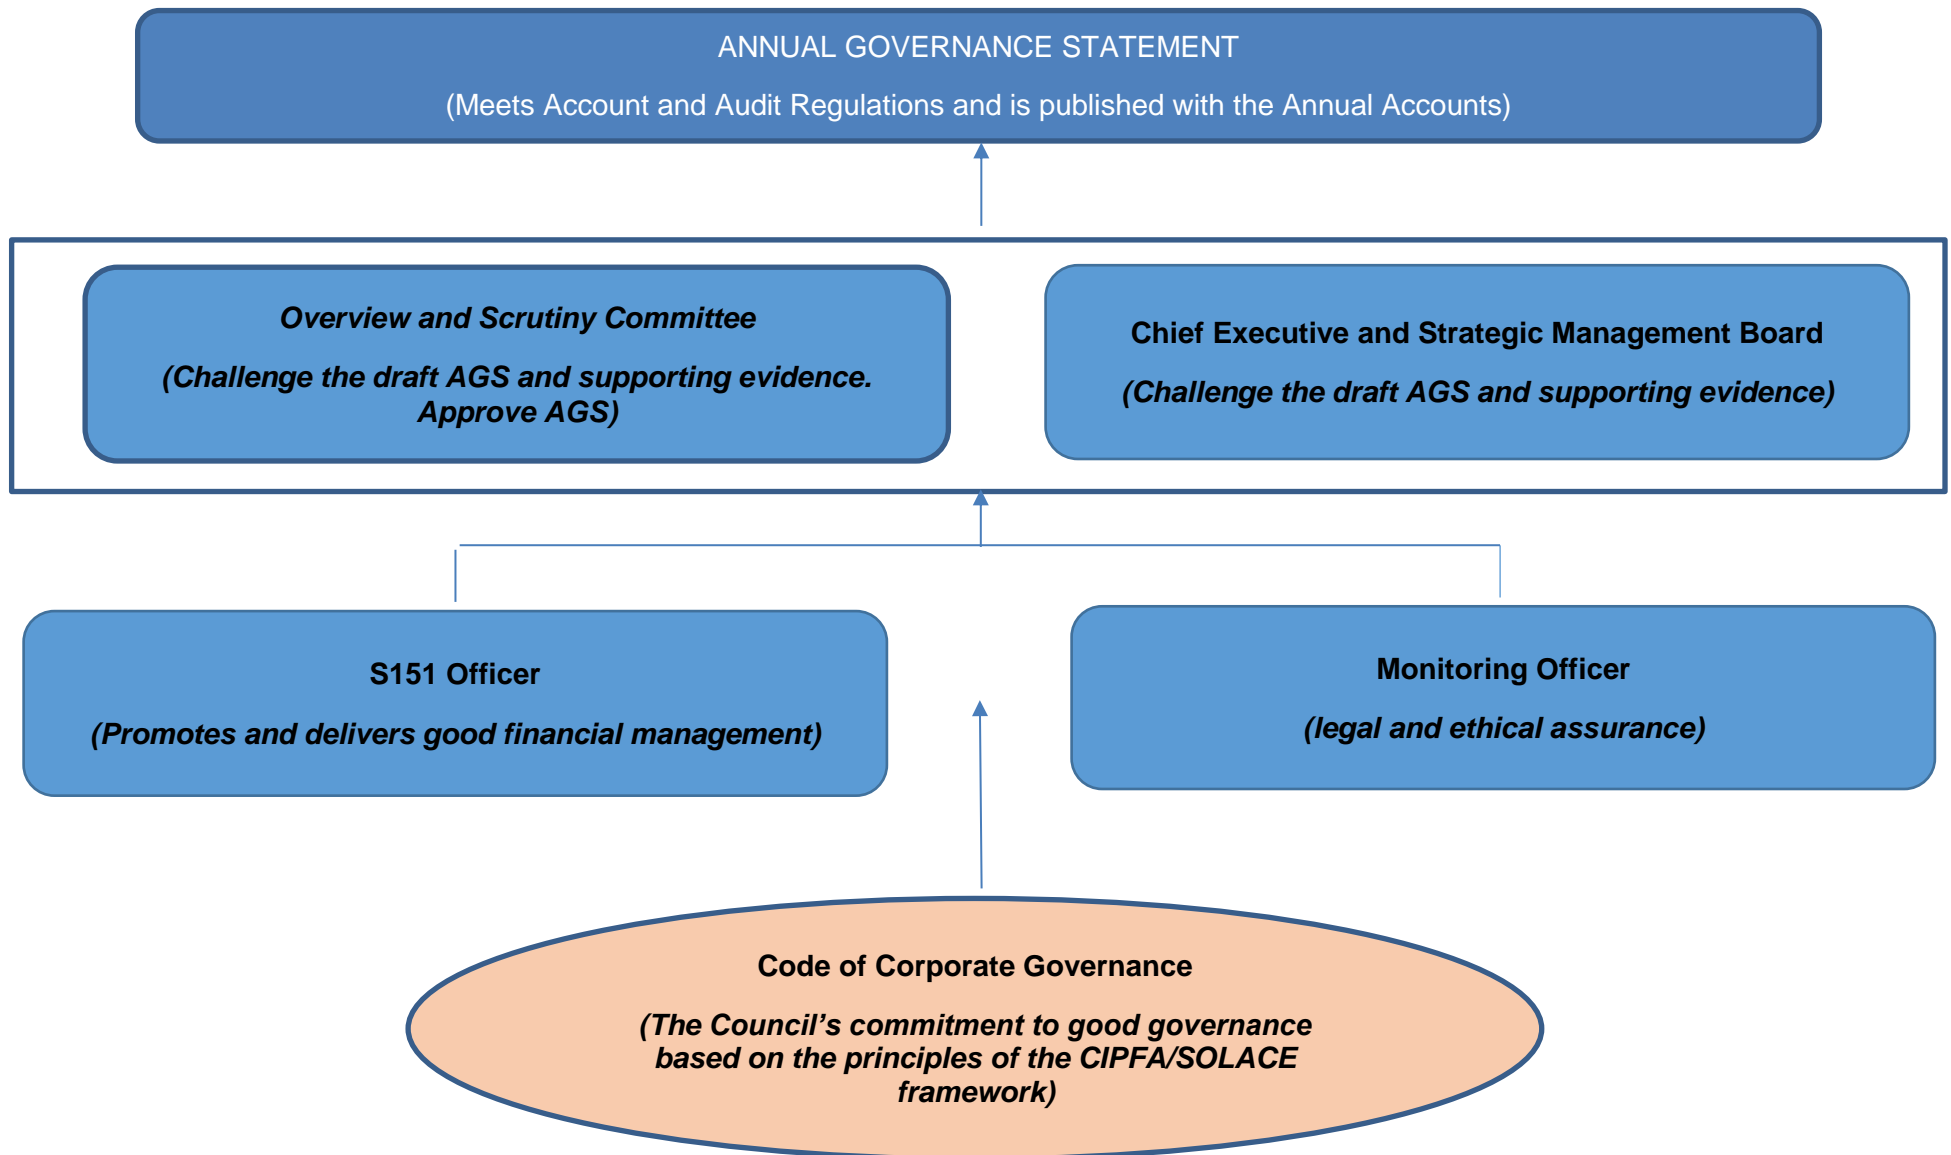 ANNUAL GOVERNANCE STATEMENT
(Meets Account and Audit Regulations and is published with the Annual Accounts)
Overview and Scrutiny Committee
(Challenge the draft AGS and supporting evidence.
Approve AGS)
Chief Executive and Strategic Management Board
(Challenge the draft AGS and supporting evidence)
S151 Officer
(Promotes and delivers good financial management)
Monitoring Officer
(legal and ethical assurance)
Code of Corporate Governance
(The Council’s commitment to good governance
based on the principles of the CIPFA/SOLACE
framework)